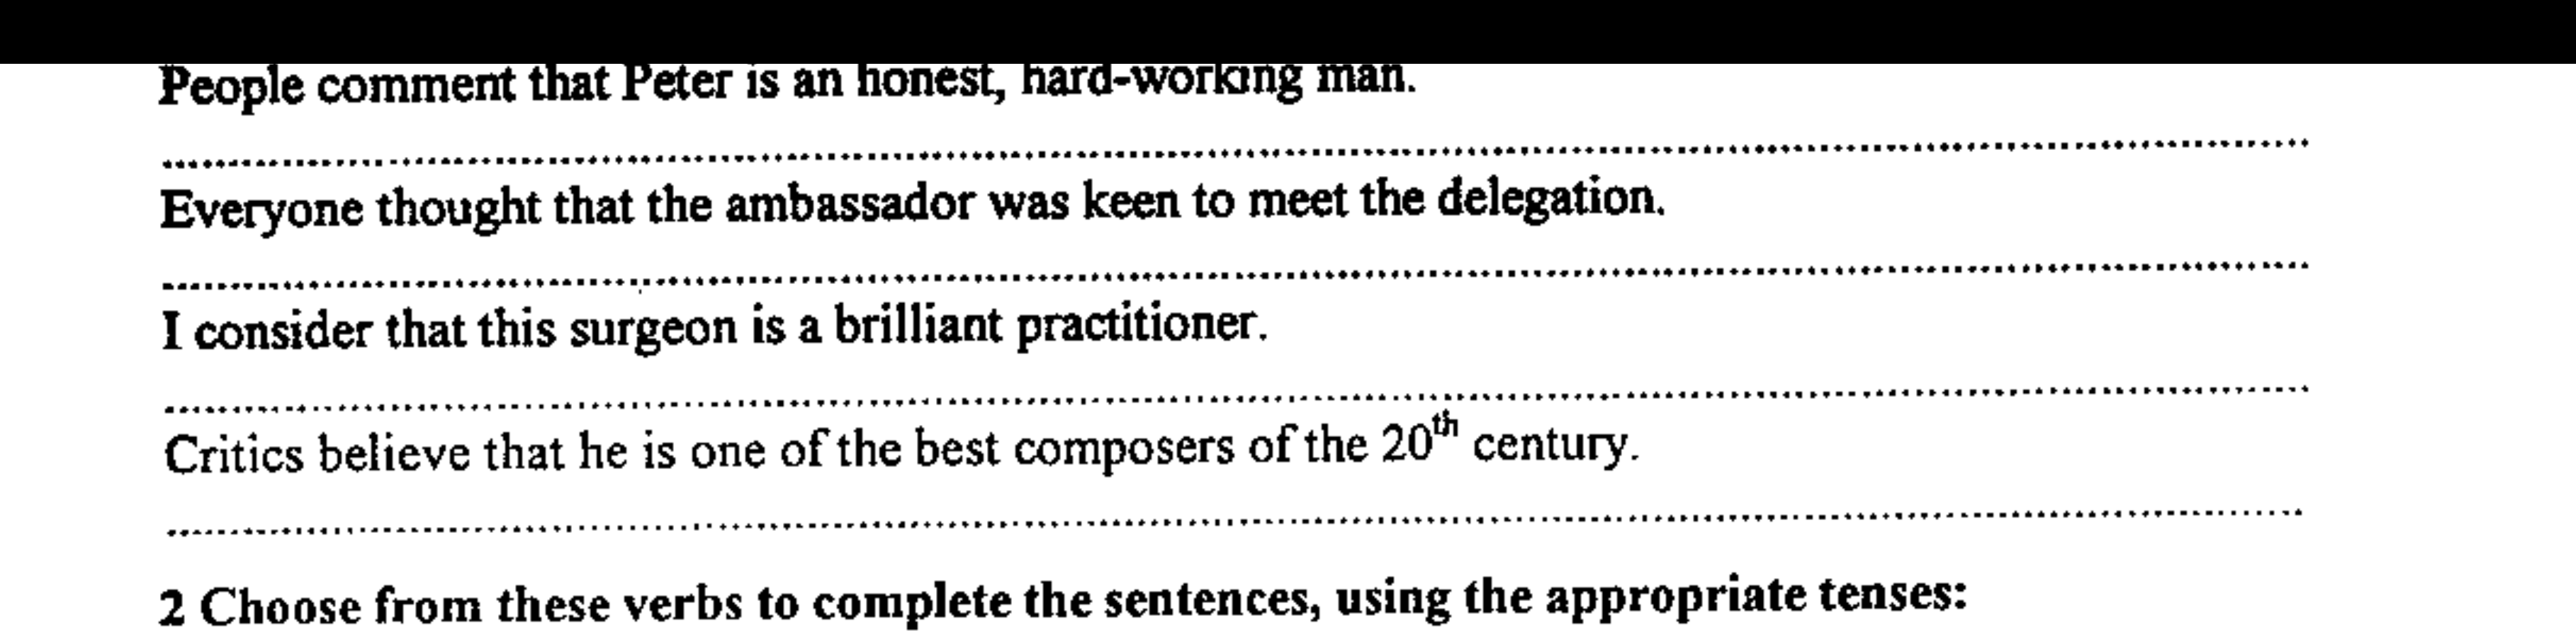 People comment that Peter is an honest, hard-working man.
Everyone thought that the ambassador was keen to meet the delegation.
I consider that this surgeon is a brilliant practitioner.
Critics believe that he is one of the best composers of the 20th century.
2 Choose from these verbs to complete the sentences, using the appropriate tenses: